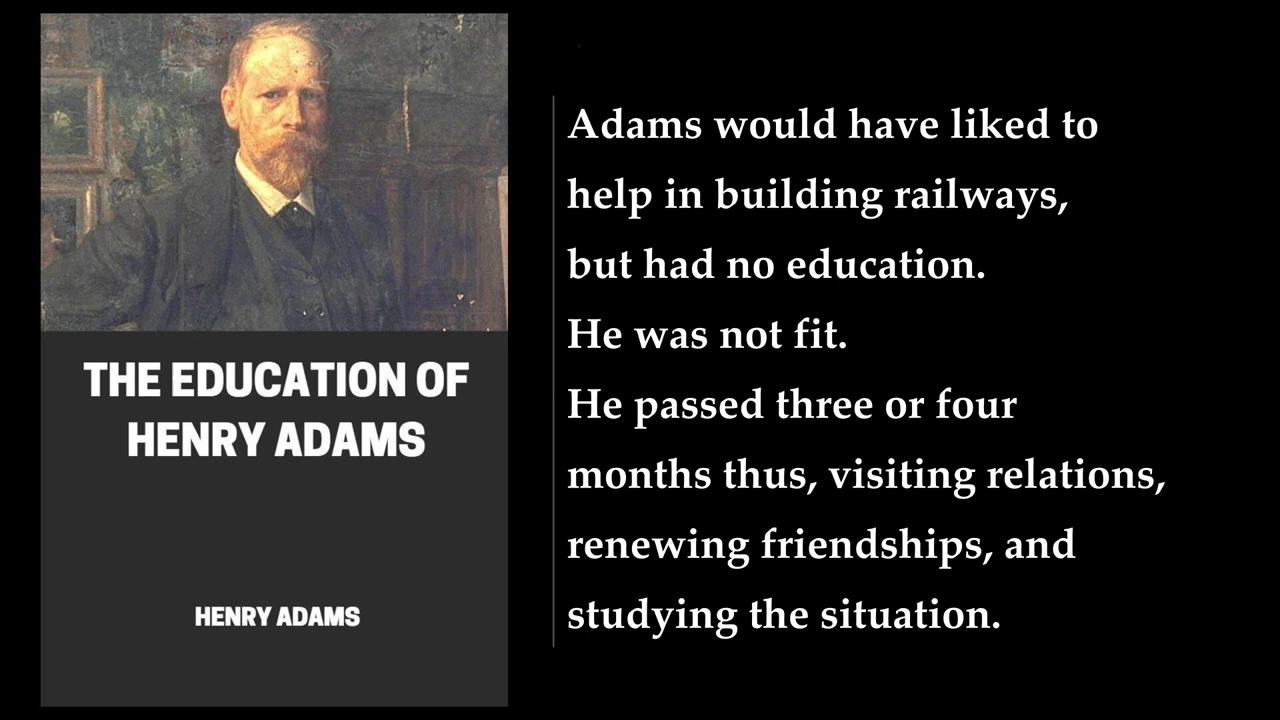 THE EDUCATION OF
HENRY ADAMS
HENRY ADAMS
Adams would have liked to
help in building railways,
but had no education.
He was not fit.
He passed three or four
months thus, visiting relations,
renewing friendships, and
studying the situation.